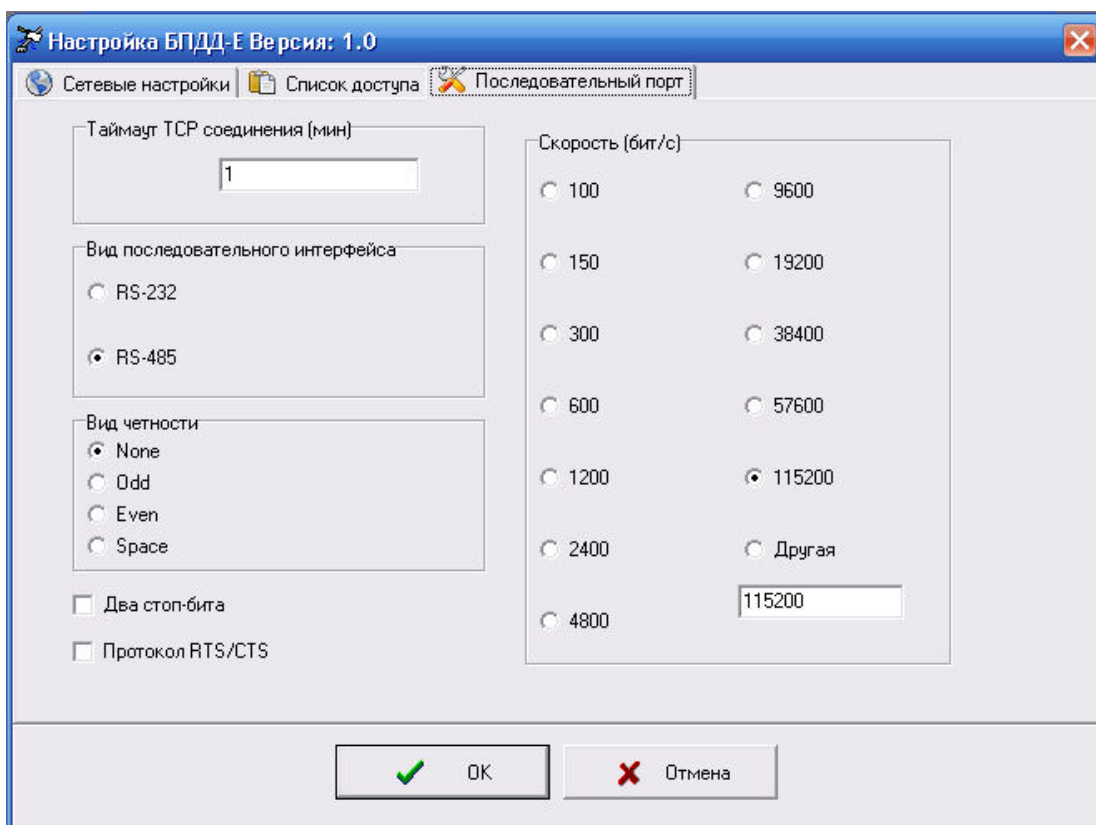 Настройка БПДД-Е Версия: 1.0
Сетевые настройки Список доступа Последовательный порт
Таймаут TCP соединения (мин)
1
Вид последовательного интерфейса
RS-232
RS-485
Вид четности
None
Odd
Even
Space
Два стоп-бита
Протокол RTS/CTS
Скорость (бит/с)
100
150
300
600
1200
2400
4800
9600
19200
38400
57600
115200
Другая
115200
OK
Отмена